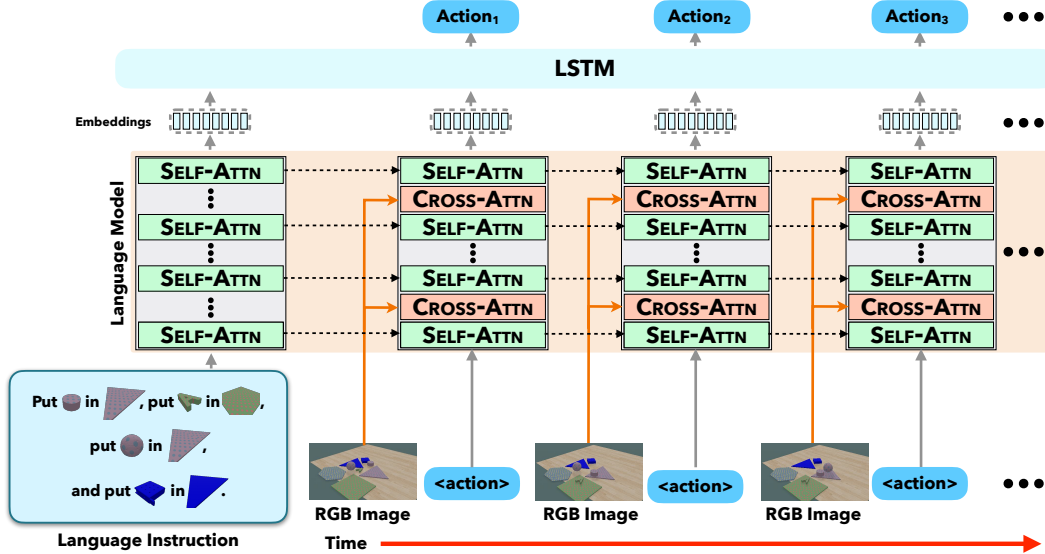 Action₁ Action₂ Action₃
LSTM
Embeddings
Language Model
SELF-ATTN SELF-ATTN SELF-ATTN SELF-ATTN
CROSS-ATTN CROSS-ATTN CROSS-ATTN
SELF-ATTN SELF-ATTN SELF-ATTN SELF-ATTN
SELF-ATTN SELF-ATTN SELF-ATTN SELF-ATTN
CROSS-ATTN CROSS-ATTN CROSS-ATTN
SELF-ATTN SELF-ATTN SELF-ATTN SELF-ATTN
Put in , put in ,
put in ,
and put in .
Language Instruction
<action> <action> <action>
RGB Image RGB Image RGB Image
Time